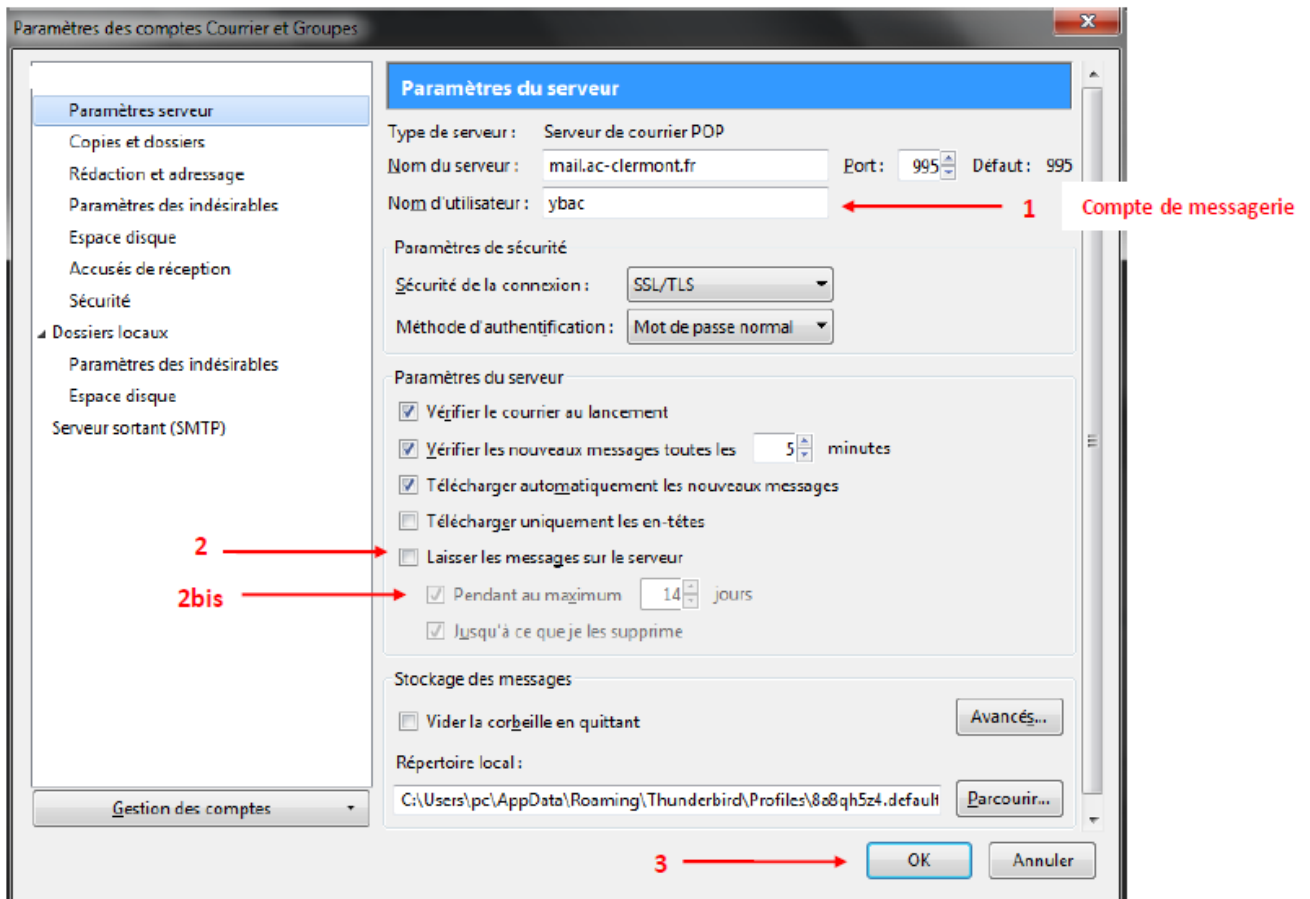 Paramètres des comptes Courrier et Groupes
Paramètres serveur
Copies et dossiers
Rédaction et adressage
Paramètres des indésirables
Espace disque
Accusés de réception
Sécurité
Dossiers locaux
Paramètres des indésirables
Espace disque
Serveur sortant (SMTP)
Gestion des comptes
Paramètres du serveur
Type de serveur : Serveur de courrier POP
Nom du serveur : mail.ac-clermont.fr Port : 995 Défaut : 995
Nom d'utilisateur : ybac 1 Compte de messagerie
Paramètres de sécurité
Sécurité de la connexion : SSL/TLS
Méthode d'authentification : Mot de passe normal
Paramètres du serveur
Vérifier le courrier au lancement
Vérifier les nouveaux messages toutes les 5 minutes
Télécharger automatiquement les nouveaux messages
Télécharger uniquement les en-têtes
2 Laisser les messages sur le serveur
2bis Pendant au maximum 14 jours
Jusqu'à ce que je les supprime
Stockage des messages
Vider la corbeille en quittant Avancés...
Répertoire local :
C:\Users\pc\AppData\Roaming\Thunderbird\Profiles\8a8qh5z4.default Parcourir...
3 OK Annuler